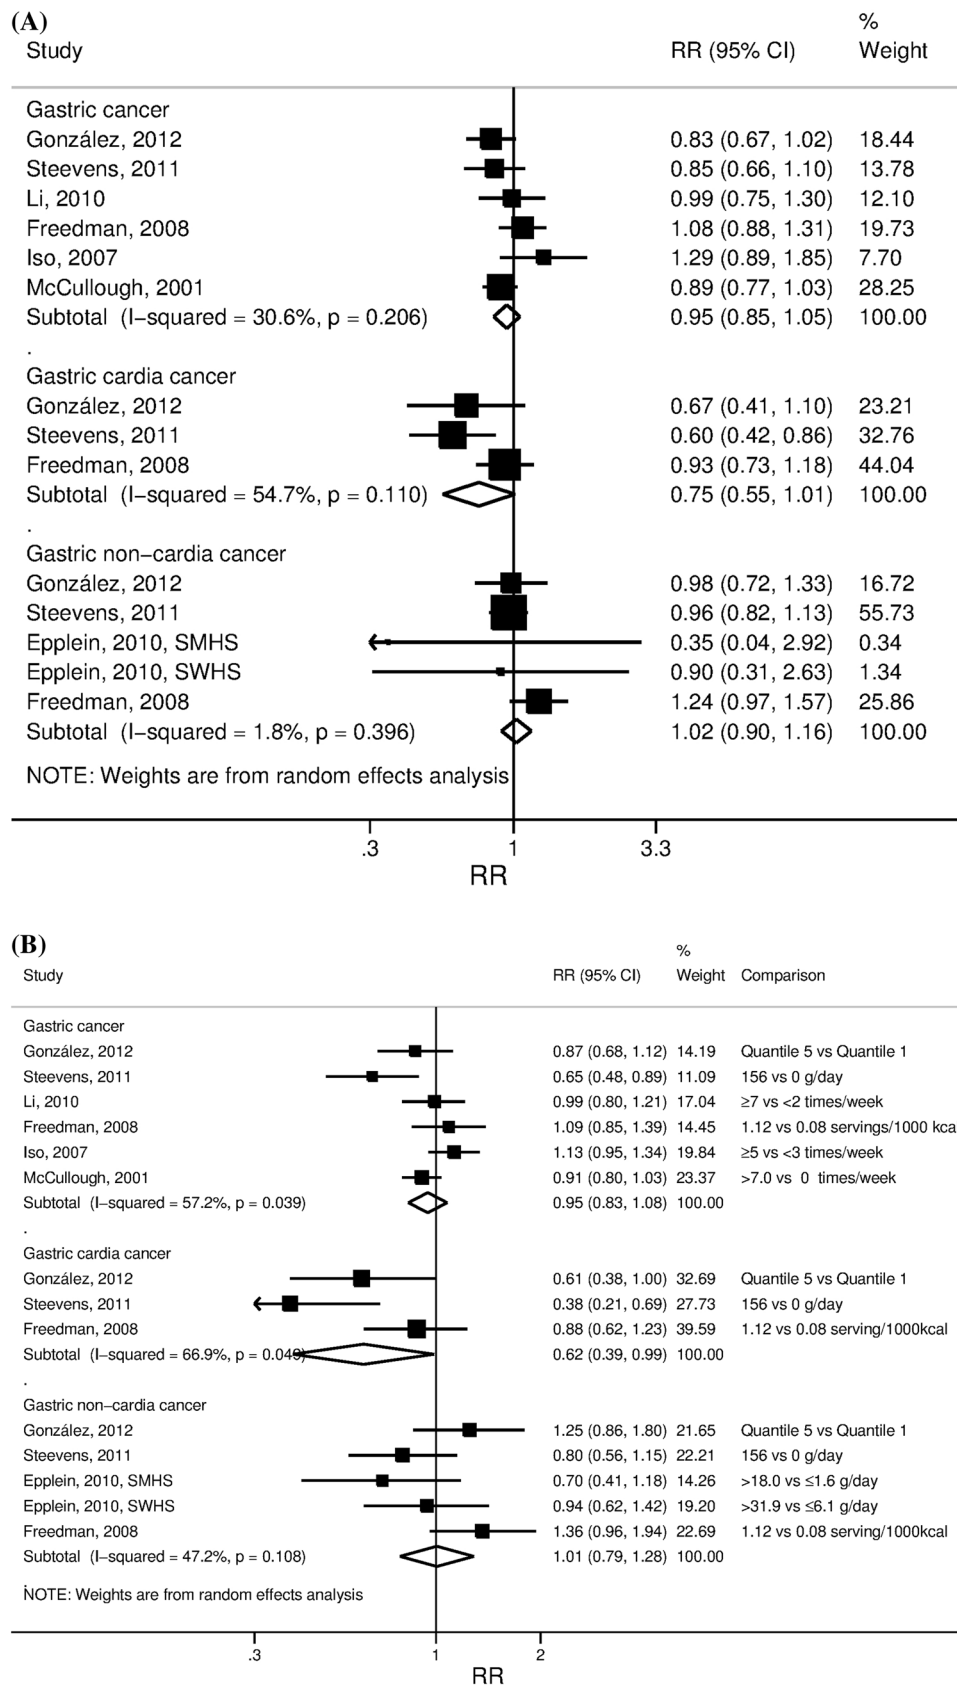 (A)
%
Study RR (95% CI) Weight
Gastric cancer
González, 2012 0.83 (0.67, 1.02) 18.44
Steevens, 2011 0.85 (0.66, 1.10) 13.78
Li, 2010 0.99 (0.75, 1.30) 12.10
Freedman, 2008 1.08 (0.88, 1.31) 19.73
Iso, 2007 1.29 (0.89, 1.85) 7.70
McCullough, 2001 0.89 (0.77, 1.03) 28.25
Subtotal (I−squared = 30.6%, p = 0.206) 0.95 (0.85, 1.05) 100.00
.
Gastric cardia cancer
González, 2012 0.67 (0.41, 1.10) 23.21
Steevens, 2011 0.60 (0.42, 0.86) 32.76
Freedman, 2008 0.93 (0.73, 1.18) 44.04
Subtotal (I−squared = 54.7%, p = 0.110) 0.75 (0.55, 1.01) 100.00
.
Gastric non−cardia cancer
González, 2012 0.98 (0.72, 1.33) 16.72
Steevens, 2011 0.96 (0.82, 1.13) 55.73
Epplein, 2010, SMHS 0.35 (0.04, 2.92) 0.34
Epplein, 2010, SWHS 0.90 (0.31, 2.63) 1.34
Freedman, 2008 1.24 (0.97, 1.57) 25.86
Subtotal (I−squared = 1.8%, p = 0.396) 1.02 (0.90, 1.16) 100.00
NOTE: Weights are from random effects analysis
.3 1 3.3
RR
(B)
%
Study RR (95% CI) Weight Comparison
Gastric cancer
González, 2012 0.87 (0.68, 1.12) 14.19 Quantile 5 vs Quantile 1
Steevens, 2011 0.65 (0.48, 0.89) 11.09 156 vs 0 g/day
Li, 2010 0.99 (0.80, 1.21) 17.04 ≥7 vs <2 times/week
Freedman, 2008 1.09 (0.85, 1.39) 14.45 1.12 vs 0.08 servings/1000 kca
Iso, 2007 1.13 (0.95, 1.34) 19.84 ≥5 vs <3 times/week
McCullough, 2001 0.91 (0.80, 1.03) 23.37 >7.0 vs 0 times/week
Subtotal (I−squared = 57.2%, p = 0.039) 0.95 (0.83, 1.08) 100.00
.
Gastric cardia cancer
González, 2012 0.61 (0.38, 1.00) 32.69 Quantile 5 vs Quantile 1
Steevens, 2011 0.38 (0.21, 0.69) 27.73 156 vs 0 g/day
Freedman, 2008 0.88 (0.62, 1.23) 39.59 1.12 vs 0.08 serving/1000kcal
Subtotal (I−squared = 66.9%, p = 0.049) 0.62 (0.39, 0.99) 100.00
.
Gastric non−cardia cancer
González, 2012 1.25 (0.86, 1.80) 21.65 Quantile 5 vs Quantile 1
Steevens, 2011 0.80 (0.56, 1.15) 22.21 156 vs 0 g/day
Epplein, 2010, SMHS 0.70 (0.41, 1.18) 14.26 >18.0 vs ≤1.6 g/day
Epplein, 2010, SWHS 0.94 (0.62, 1.42) 19.20 >31.9 vs ≤6.1 g/day
Freedman, 2008 1.36 (0.96, 1.94) 22.69 1.12 vs 0.08 serving/1000kcal
Subtotal (I−squared = 47.2%, p = 0.108) 1.01 (0.79, 1.28) 100.00
.
NOTE: Weights are from random effects analysis
.3 1 2
RR